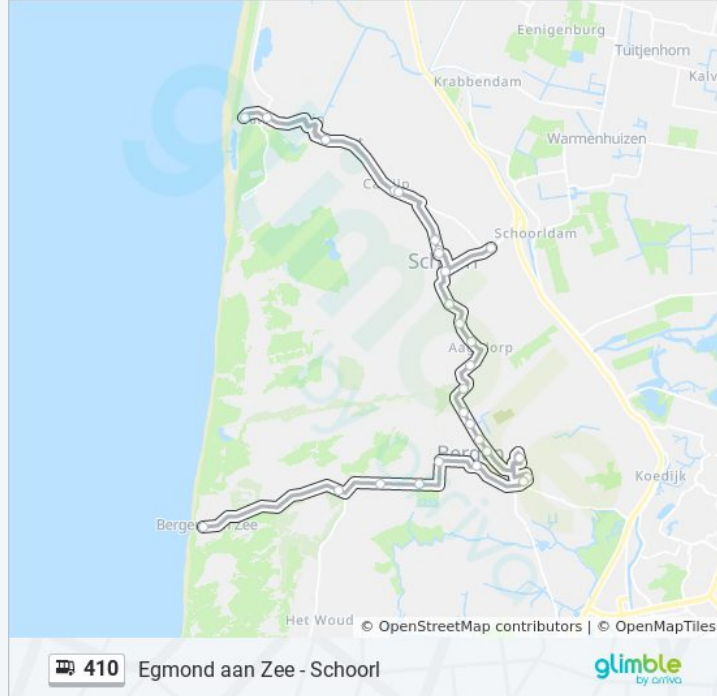 Eenigenburg
Tuitjenhorn
Krabbendam
Warmenhuizen
Schoorldam
Koedijk
Het Woud
© OpenStreetMap contributors | © OpenMapTiles
410 Egmond aan Zee - Schoorl
glimble
by arriva